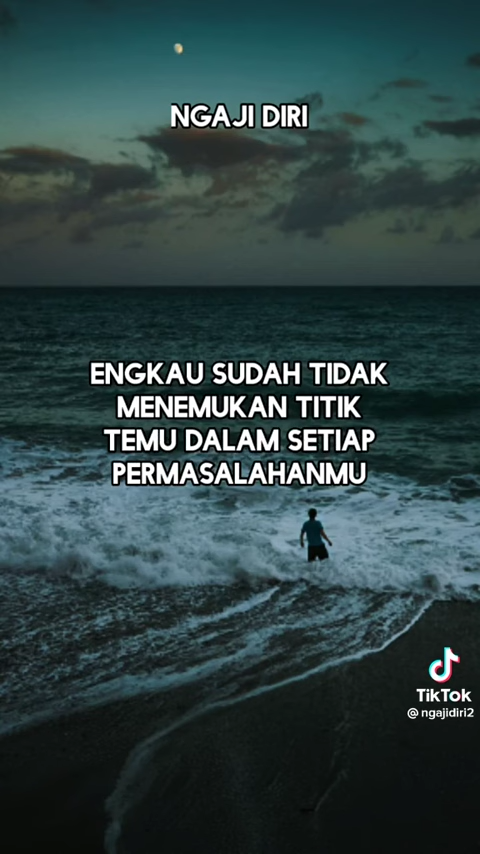 NGAJI DIRI
ENGKAU SUDAH TIDAK
MENEMUKAN TITIK
TEMU DALAM SETIAP
PERMASALAHANMU
TikTok
@ngajidiri2